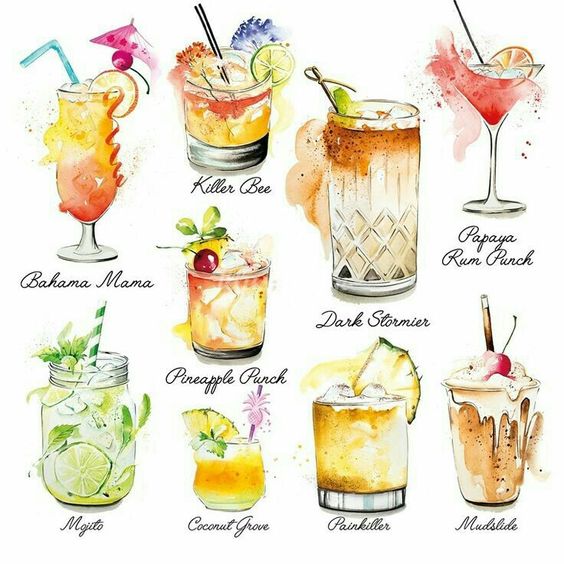 Killer Bee
Papaya
Rum Punch
Bahama Mama
Dark Stormier
Pineapple Punch
Mojito
Coconut Grove
Painkiller
Mudslide